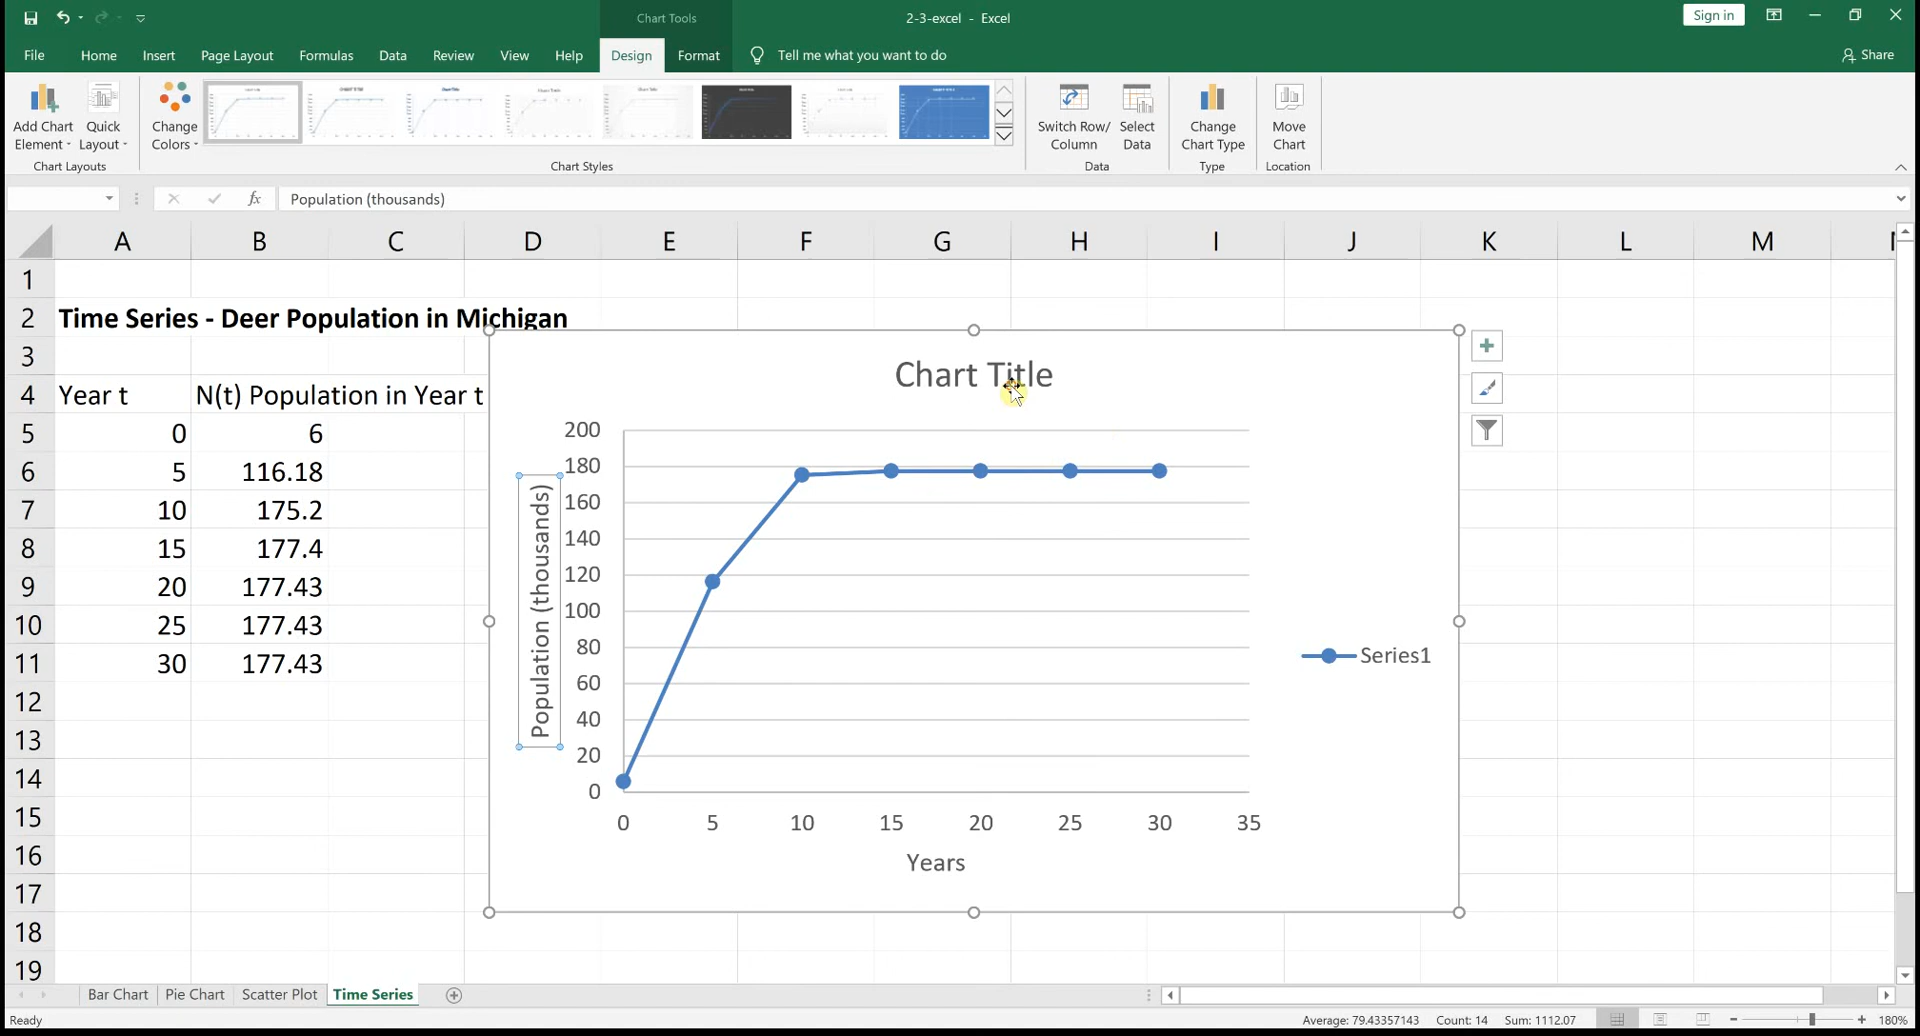 Chart Tools
2-3-excel - Excel
Sign in
File
Home
Insert
Page Layout
Formulas
Data
Review
View
Help
Design
Format
Tell me what you want to do
Share
Add Chart
Element
Quick
Layout
Change
Colors
Switch Row/
Column
Select
Data
Change
Chart Type
Move
Chart
Chart Layouts
Chart Styles
Data
Type
Location
fx
Population (thousands)
A B C D E F G H I J K L M
1
2 Time Series - Deer Population in Michigan
3
4 Year t N(t) Population in Year t
5 0 6
6 5 116.18
7 10 175.2
8 15 177.4
9 20 177.43
10 25 177.43
11 30 177.43
12
13
14
15
16
17
18
19
Chart Title
Population (thousands)
200
180
160
140
120
100
80
60
40
20
0
0 5 10 15 20 25 30 35
Years
Series1
Bar Chart
Pie Chart
Scatter Plot
Time Series
Ready
Average: 79.43357143 Count: 14 Sum: 1112.07
180%